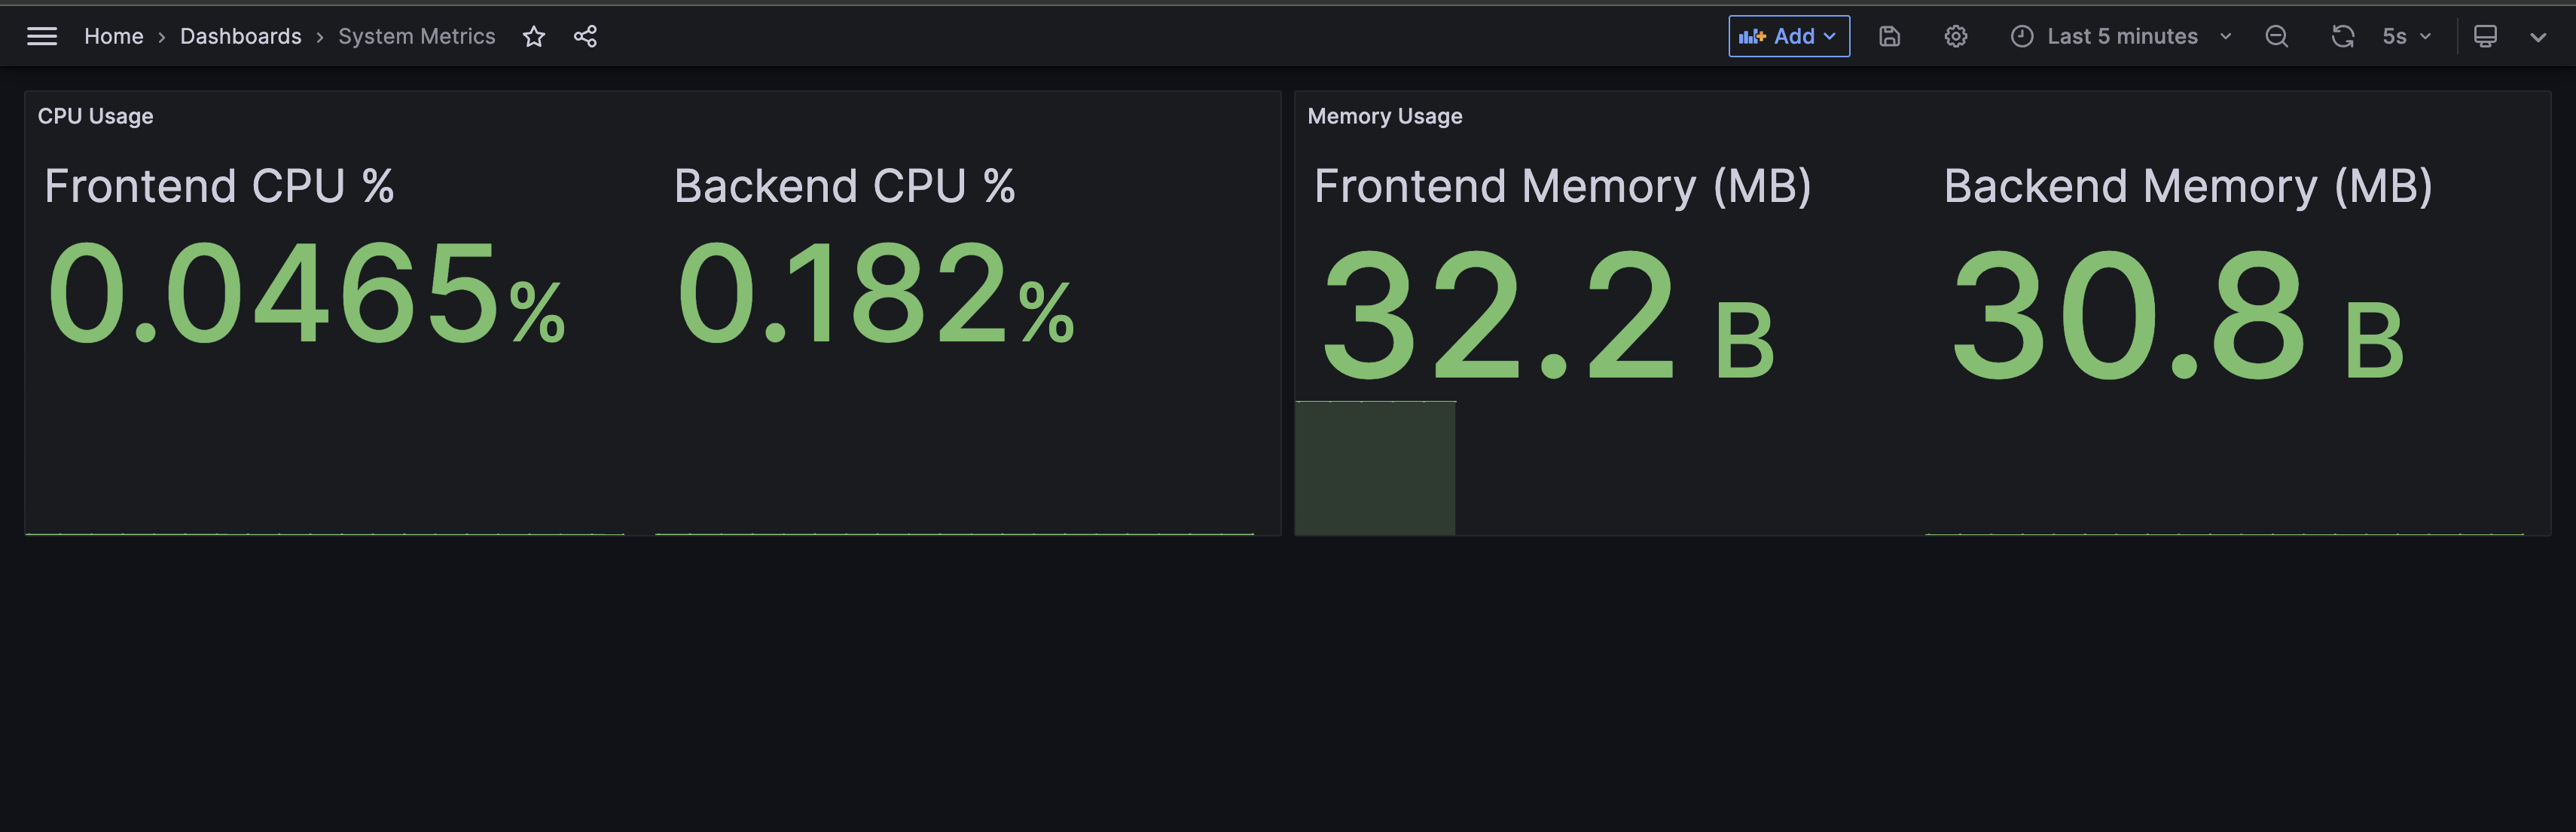 Home › Dashboards › System Metrics
Add
Last 5 minutes
5s
CPU Usage
Frontend CPU %
0.0465%
Backend CPU %
0.182%
Memory Usage
Frontend Memory (MB)
32.2 B
Backend Memory (MB)
30.8 B